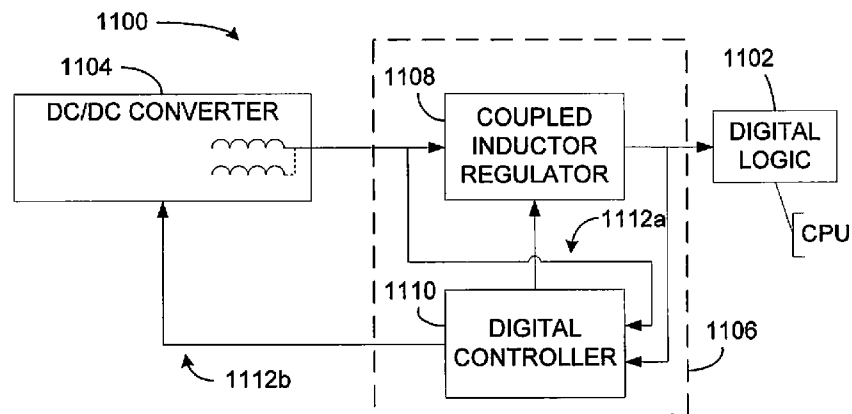 1100
1104
DC/DC CONVERTER
1108
COUPLED
INDUCTOR
REGULATOR
1102
DIGITAL
LOGIC
CPU
1112a
1110
DIGITAL
CONTROLLER
1106
1112b